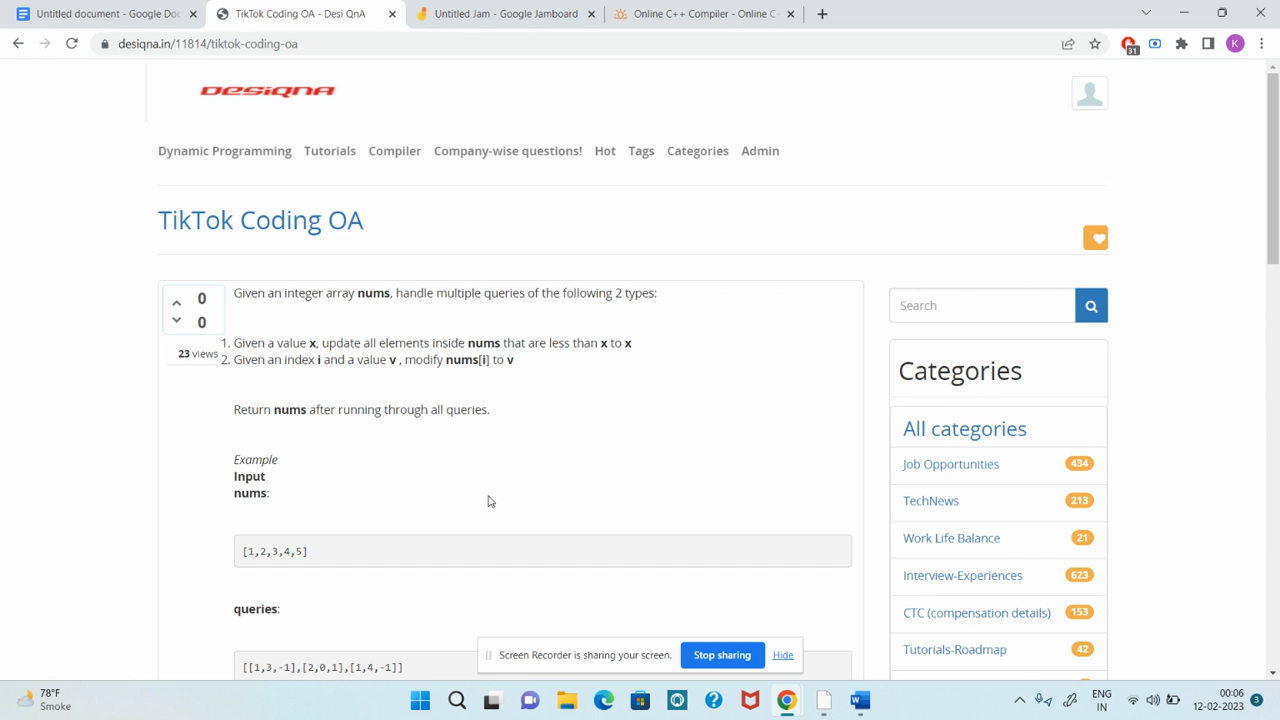 Untitled document - Google Doc
TikTok Coding OA - Desi QnA
Untitled Jam - Google Jamboard
Online C++ Compiler - Online C
desiqna.in/11814/tiktok-coding-oa
31
K
DESIQNA
Dynamic Programming Tutorials Compiler Company-wise questions! Hot Tags Categories Admin
TikTok Coding OA
0
0
23 views
Given an integer array nums, handle multiple queries of the following 2 types:
1. Given a value x, update all elements inside nums that are less than x to x
2. Given an index i and a value v , modify nums[i] to v
Return nums after running through all queries.
Example
Input
nums:
[1,2,3,4,5]
queries:
[[1,3,-1],[2,0,1],[1,4,-1]]
Search
Categories
All categories
Job Opportunities 434
TechNews 213
Work Life Balance 21
Interview-Experiences 623
CTC (compensation details) 153
Tutorials-Roadmap 42
Screen Recorder is sharing your screen. Stop sharing Hide
78°F
Smoke
ENG
IN
00:06
12-02-2023
3